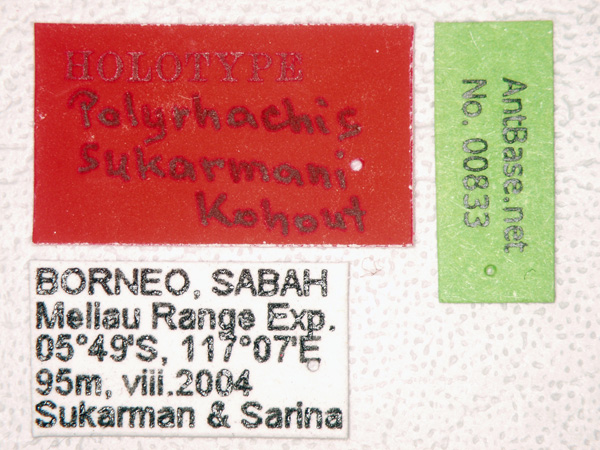 HOLOTYPE
Polyrhachis
sukarmani
Kohout
AntBase.net
No. 00833
BORNEO, SABAH
Meliau Range Exp.
05°49'S, 117°07'E
95m, viii.2004
Sukarman & Sarina